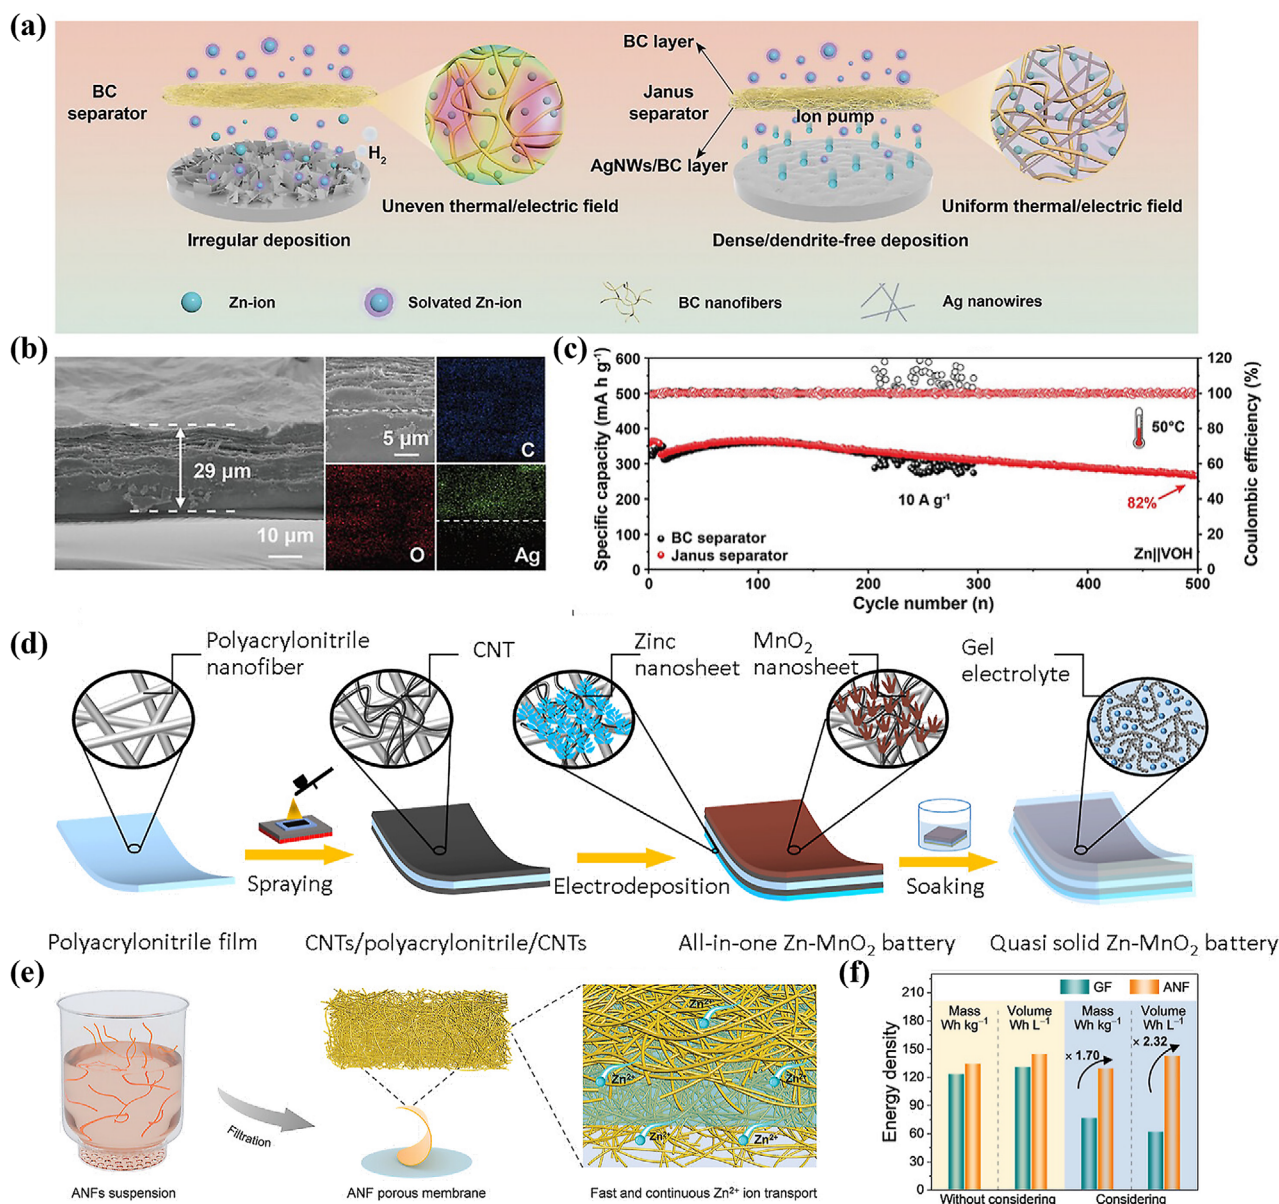 (a)
BC
separator
H2
Uneven thermal/electric field
Irregular deposition
BC layer
Janus
separator
Ion pump
AgNWs/BC layer
Uniform thermal/electric field
Dense/dendrite-free deposition
Zn-ion
Solvated Zn-ion
BC nanofibers
Ag nanowires
(b)
29 μm
10 μm
5 μm
C
O
Ag
(c)
Specific capacity (mA h g⁻¹)
600
500
400
300
200
100
0
120
100
80
60
40
20
0
Coulombic efficiency (%)
50°C
10 A g⁻¹
82%
BC separator
Janus separator
Zn||VOH
0
100
200
300
400
500
Cycle number (n)
(d)
Polyacrylonitrile
nanofiber
CNT
Zinc
nanosheet
MnO₂
nanosheet
Gel
electrolyte
Spraying
Electrodeposition
Soaking
Polyacrylonitrile film
CNTs/polyacrylonitrile/CNTs
All-in-one Zn-MnO₂ battery
Quasi solid Zn-MnO₂ battery
(e)
Filtration
ANFs suspension
ANF porous membrane
Zn²⁺
Zn²⁺
Zn²⁺
Zn²⁺
Zn²⁺
Fast and continuous Zn²⁺ ion transport
(f)
Energy density
210
180
150
120
90
60
30
0
GF
ANF
Mass
Wh kg⁻¹
Volume
Wh L⁻¹
Mass
Wh kg⁻¹
Volume
Wh L⁻¹
× 1.70
× 2.32
Without considering
Considering